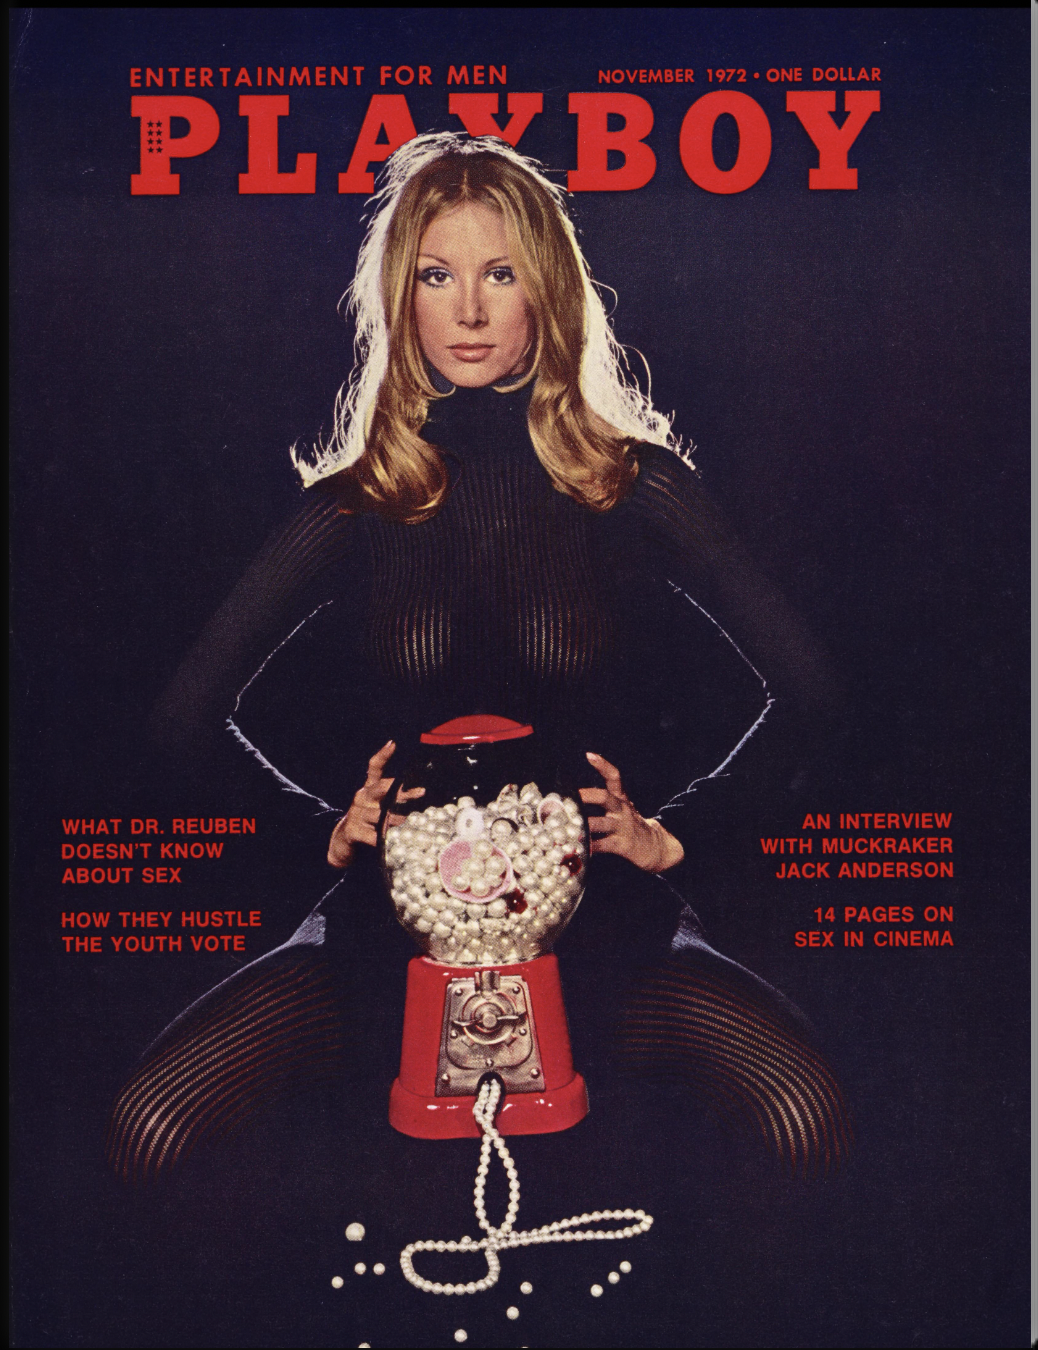 ENTERTAINMENT FOR MEN
NOVEMBER 1972 • ONE DOLLAR
PLAYBOY
WHAT DR. REUBEN
DOESN'T KNOW
ABOUT SEX
HOW THEY HUSTLE
THE YOUTH VOTE
AN INTERVIEW
WITH MUCKRAKER
JACK ANDERSON
14 PAGES ON
SEX IN CINEMA